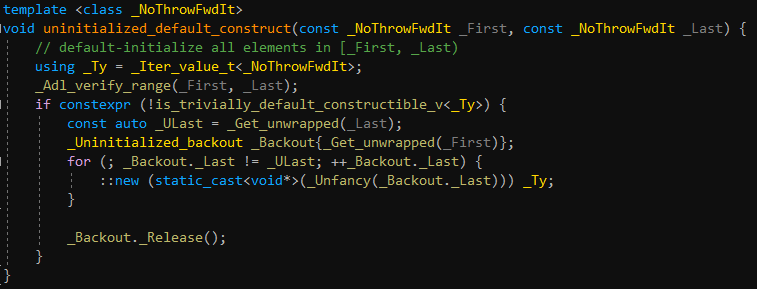 template <class _NoThrowFwdIt>
void uninitialized_default_construct(const _NoThrowFwdIt _First, const _NoThrowFwdIt _Last) {
    // default-initialize all elements in [_First, _Last)
    using _Ty = _Iter_value_t<_NoThrowFwdIt>;
    _Adl_verify_range(_First, _Last);
    if constexpr (!is_trivially_default_constructible_v<_Ty>) {
        const auto _ULast = _Get_unwrapped(_Last);
        _Uninitialized_backout _Backout{_Get_unwrapped(_First)};
        for (; _Backout._Last != _ULast; ++_Backout._Last) {
            ::new (static_cast<void*>(_Unfancy(_Backout._Last))) _Ty;
        }

        _Backout._Release();
    }
}